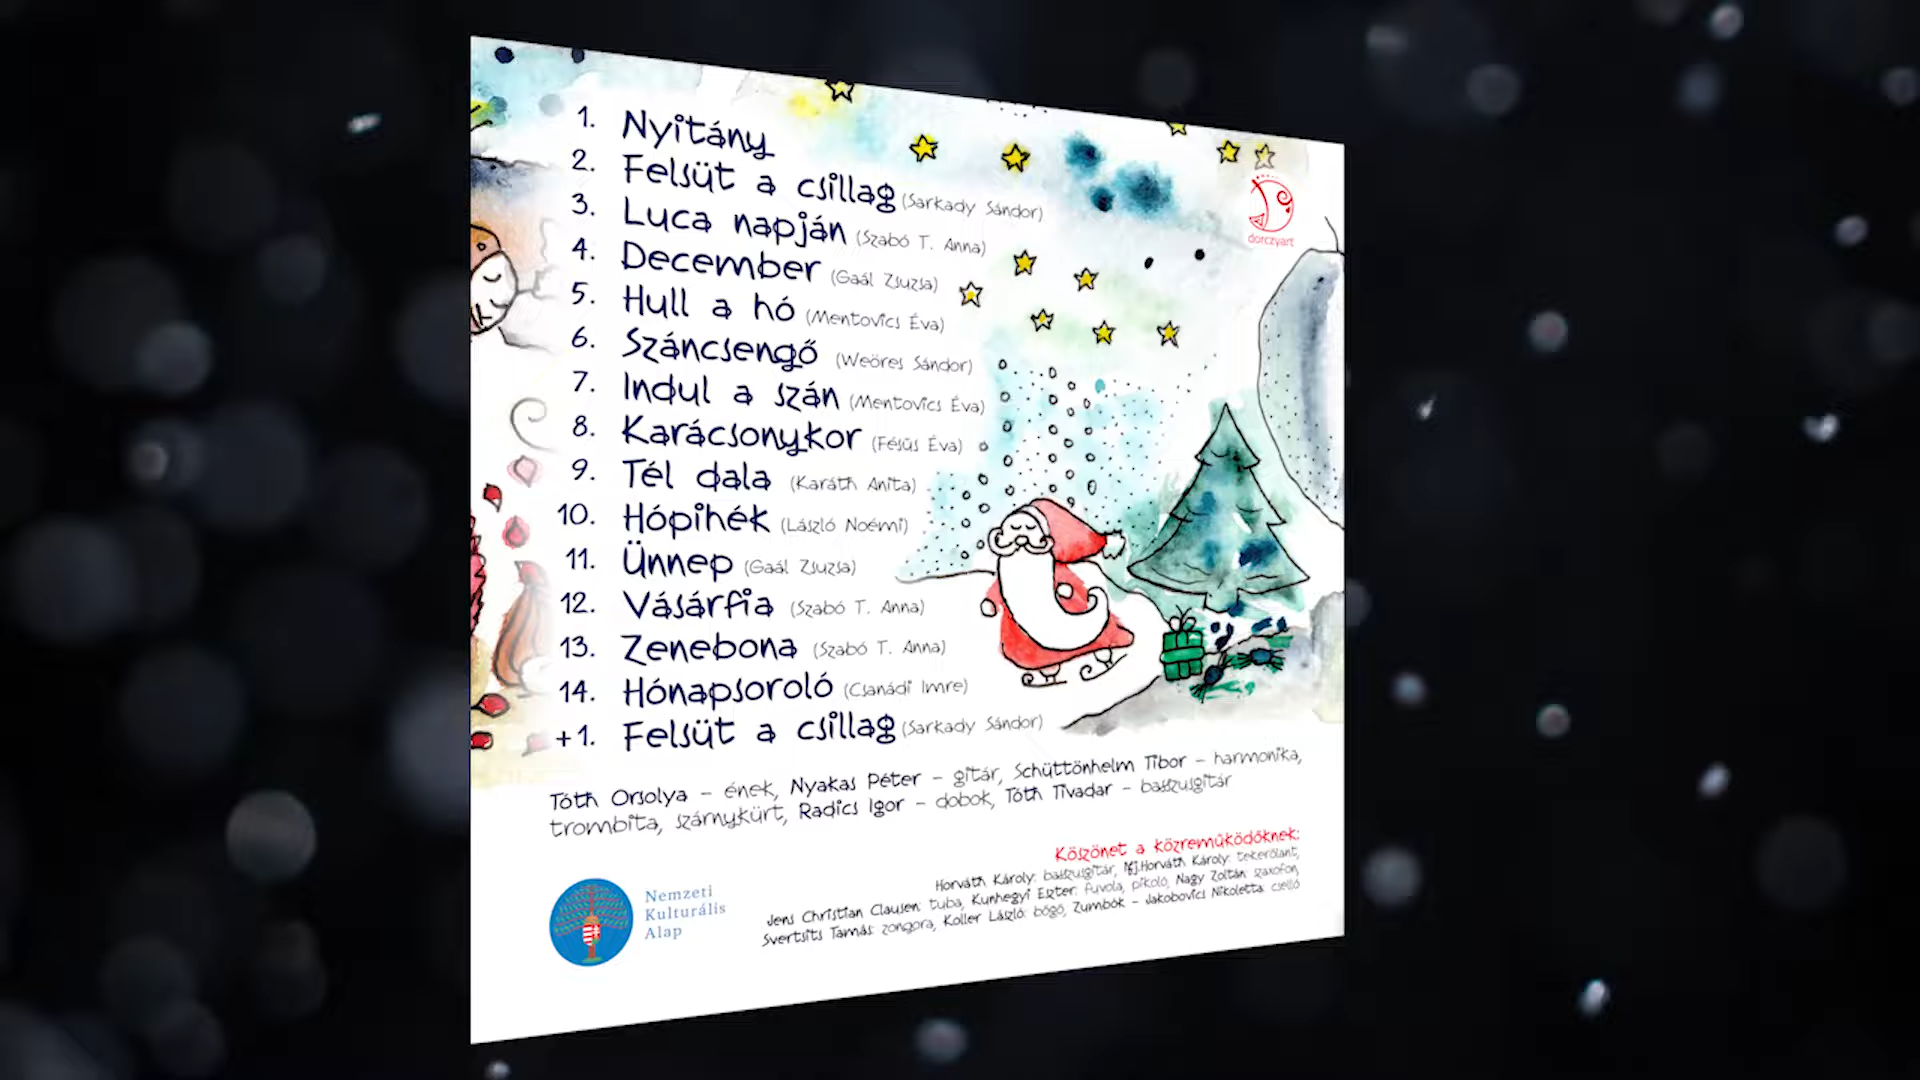 1. Nyitány
2. Felsüt a csillag (Sarkady Sándor)
3. Luca napján (Szabó T. Anna)
4. December (Gaál Zsuzsa)
5. Hull a hó (Mentovics Éva)
6. Száncsengő (Weöres Sándor)
7. Indul a szán (Mentovics Éva)
8. Karácsonykor (Fésűs Éva)
9. Tél dala (Karáth Anita)
10. Hópihék (László Noémi)
11. Ünnep (Gaál Zsuzsa)
12. Vásárfia (Szabó T. Anna)
13. Zenebona (Szabó T. Anna)
14. Hónapsoroló (Csanádi Imre)
+1. Felsüt a csillag (Sarkady Sándor)
dorczyart
Tóth Orsolya – ének, Nyakas Péter – gitár, Schüttönhelm Tibor – harmonika,
trombita, szárnykürt, Radics Igor – dobok, Tóth Tivadar – basszusgitár
Köszönet a közreműködőknek:
Horváth Károly: basszusgitár, Ifj.Horváth Károly: tekerőlant,
Jens Christian Clausen: tuba, Kunhegyi Eszter: fuvola, pikoló, Nagy Zoltán: szaxofon,
Svertsits Tamás: zongora, Koller László: bőgő, Zumbók – Jakobovics Nikoletta: cselló
Nemzeti
Kulturális
Alap